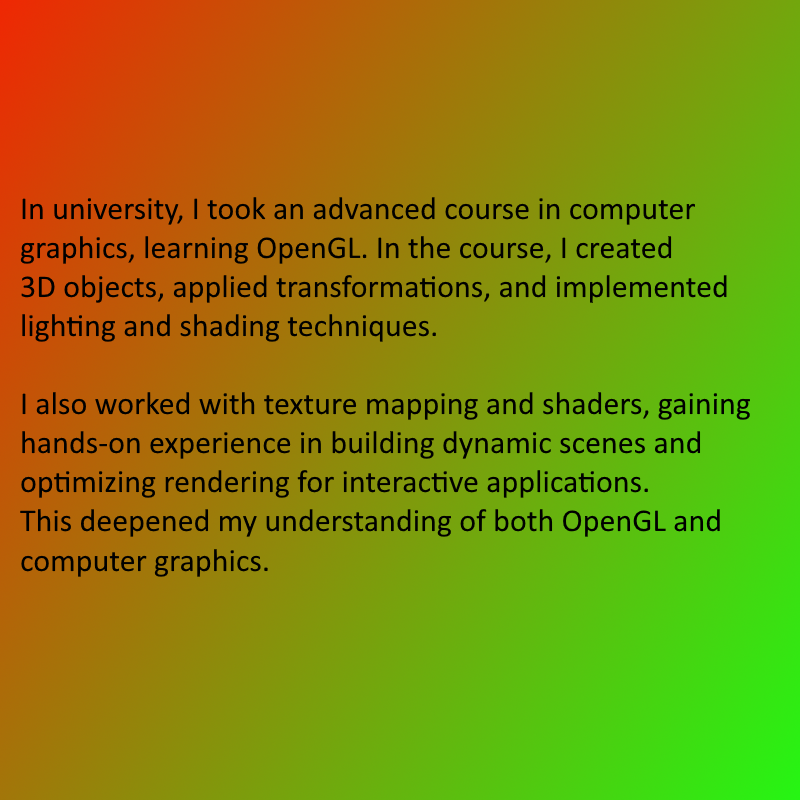 In university, I took an advanced course in computer
graphics, learning OpenGL. In the course, I created
3D objects, applied transformations, and implemented
lighting and shading techniques.
I also worked with texture mapping and shaders, gaining
hands-on experience in building dynamic scenes and
optimizing rendering for interactive applications.
This deepened my understanding of both OpenGL and
computer graphics.